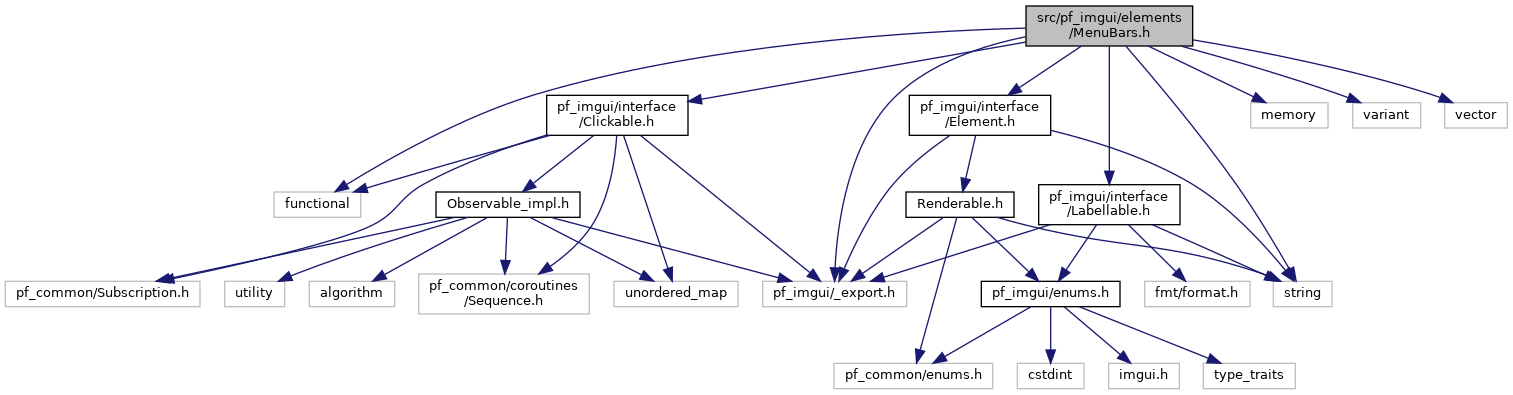 src/pf_imgui/elements
/MenuBars.h
pf_imgui/interface
/Clickable.h
pf_imgui/interface
/Element.h
memory
variant
vector
functional
Observable_impl.h
Renderable.h
pf_imgui/interface
/Labellable.h
pf_common/Subscription.h
utility
algorithm
pf_common/coroutines
/Sequence.h
unordered_map
pf_imgui/_export.h
pf_imgui/enums.h
fmt/format.h
string
pf_common/enums.h
cstdint
imgui.h
type_traits